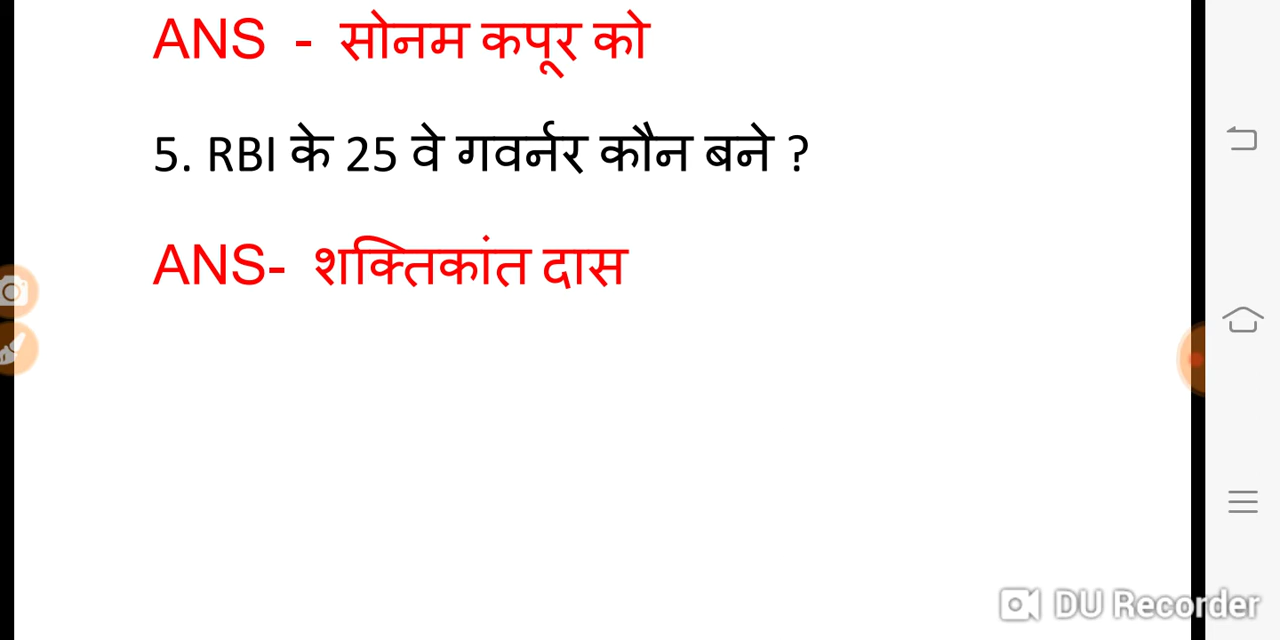 ANS - सोनम कपूर को
5. RBI के 25 वे गवर्नर कौन बने ?
ANS- शक्तिकांत दास
DU Recorder